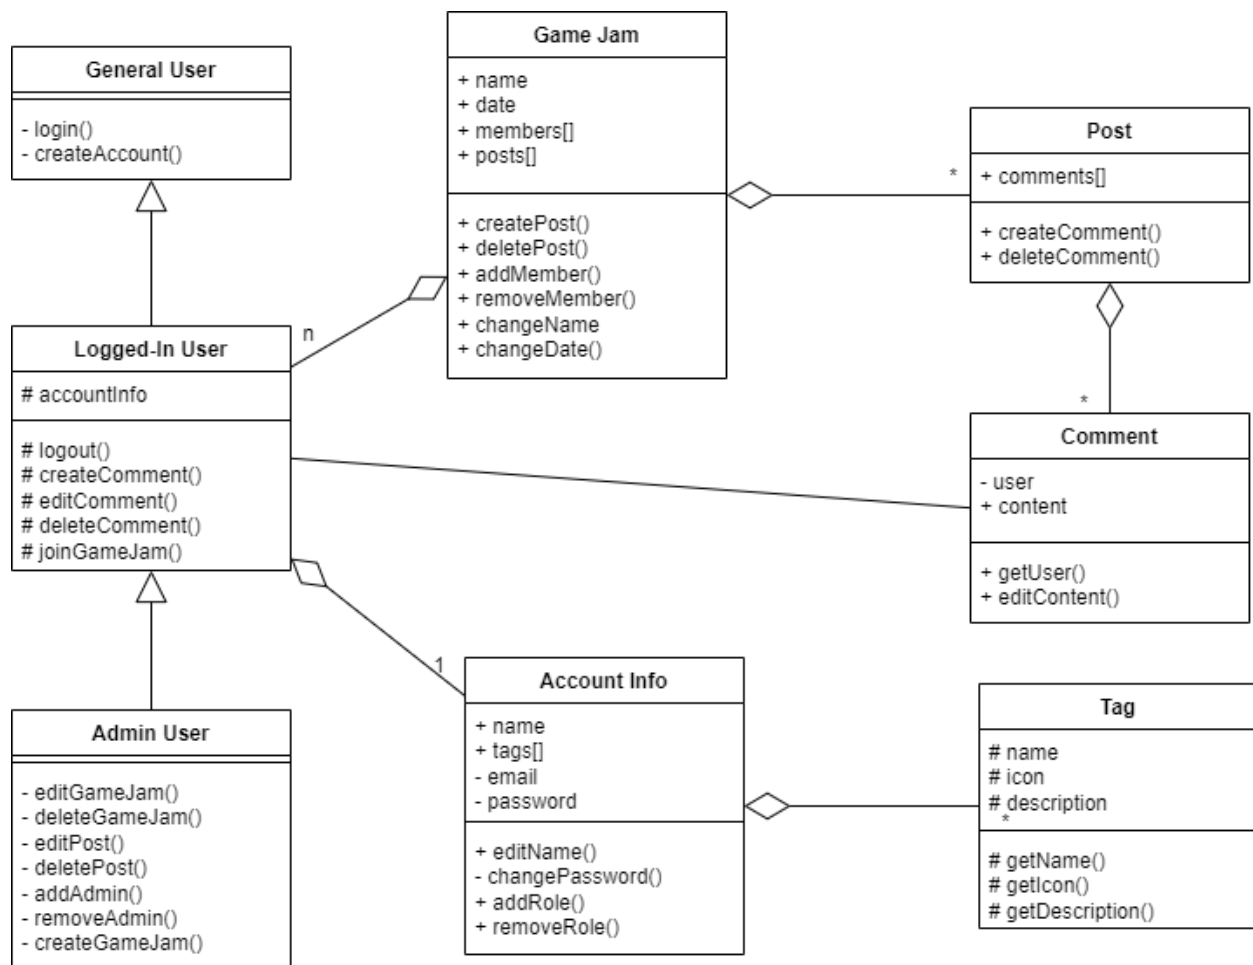 General User
- login()
- createAccount()
Game Jam
+ name
+ date
+ members[]
+ posts[]
+ createPost()
+ deletePost()
+ addMember()
+ removeMember()
+ changeName
+ changeDate()
*
Post
+ comments[]
+ createComment()
+ deleteComment()
n
*
Logged-In User
# accountInfo
# logout()
# createComment()
# editComment()
# deleteComment()
# joinGameJam()
Comment
- user
+ content
+ getUser()
+ editContent()
1
Admin User
- editGameJam()
- deleteGameJam()
- editPost()
- deletePost()
- addAdmin()
- removeAdmin()
- createGameJam()
Account Info
+ name
+ tags[]
- email
- password
+ editName()
- changePassword()
+ addRole()
+ removeRole()
Tag
# name
# icon
# description
*
# getName()
# getIcon()
# getDescription()